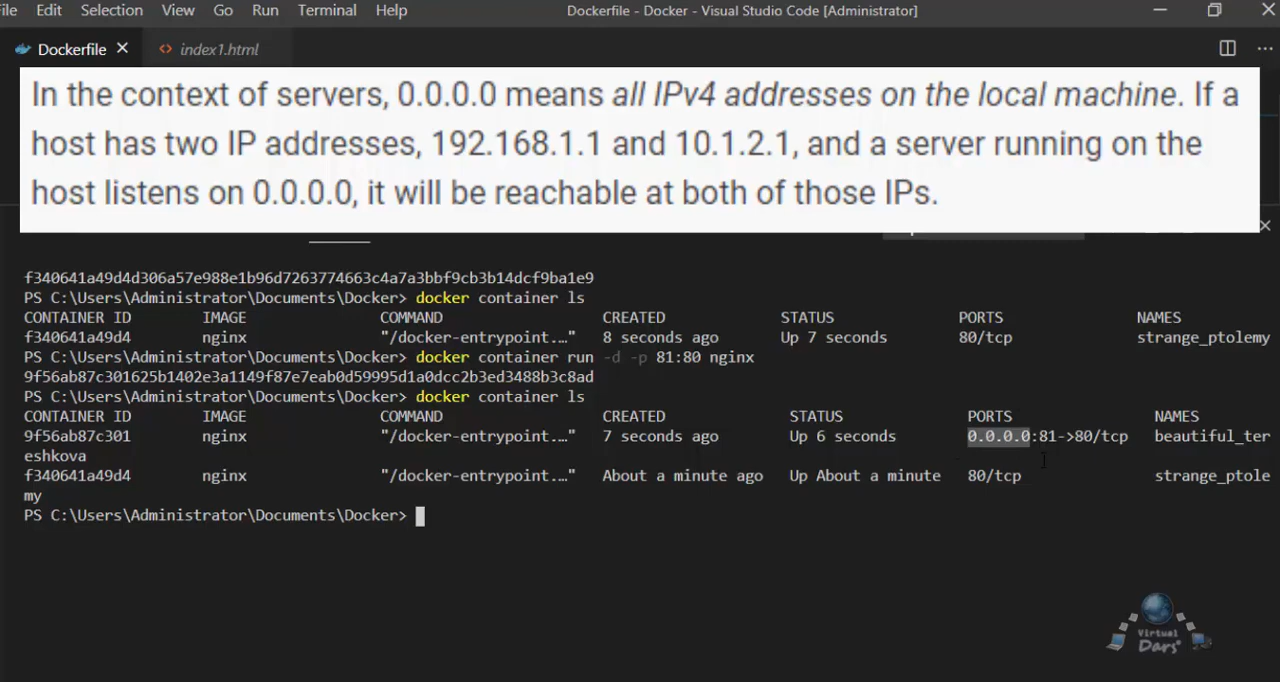 File Edit Selection View Go Run Terminal Help Dockerfile - Docker - Visual Studio Code [Administrator]
Dockerfile index1.html
In the context of servers, 0.0.0.0 means all IPv4 addresses on the local machine. If a
host has two IP addresses, 192.168.1.1 and 10.1.2.1, and a server running on the
host listens on 0.0.0.0, it will be reachable at both of those IPs.
f340641a49d4d306a57e988e1b96d7263774663c4a7a3bbf9cb3b14dcf9ba1e9
PS C:\Users\Administrator\Documents\Docker> docker container ls
CONTAINER ID IMAGE COMMAND CREATED STATUS PORTS NAMES
f340641a49d4 nginx "/docker-entrypoint.…" 8 seconds ago Up 7 seconds 80/tcp strange_ptolemy
PS C:\Users\Administrator\Documents\Docker> docker container run -d -p 81:80 nginx
9f56ab87c301625b1402e3a1149f87e7eab0d59995d1a0dcc2b3ed3488b3c8ad
PS C:\Users\Administrator\Documents\Docker> docker container ls
CONTAINER ID IMAGE COMMAND CREATED STATUS PORTS NAMES
9f56ab87c301 nginx "/docker-entrypoint.…" 7 seconds ago Up 6 seconds 0.0.0.0:81->80/tcp beautiful_ter
eshkova
f340641a49d4 nginx "/docker-entrypoint.…" About a minute ago Up About a minute 80/tcp strange_ptole
my
PS C:\Users\Administrator\Documents\Docker>
Virtual
Dars